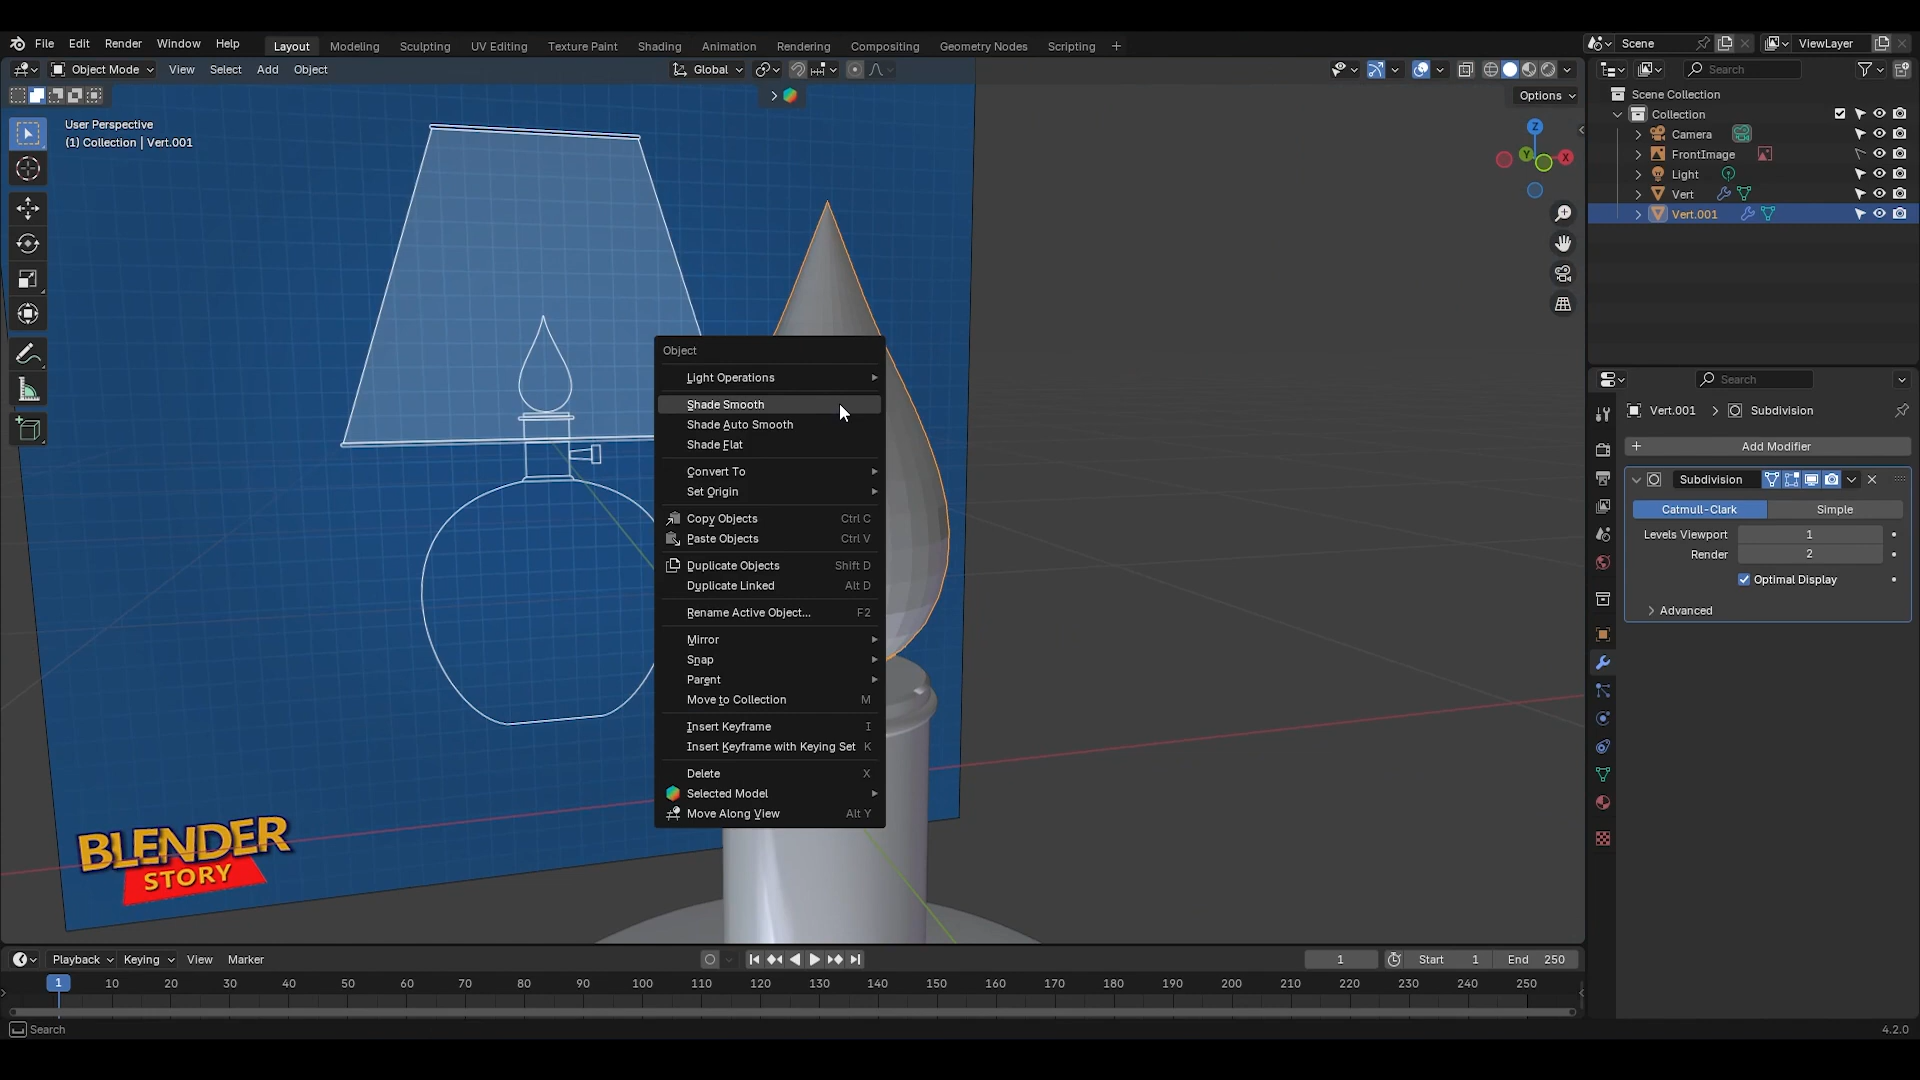 File Edit Render Window Help Layout Modeling Sculpting UV Editing Texture Paint Shading Animation Rendering Compositing Geometry Nodes Scripting + Scene ViewLayer
Object Mode View Select Add Object Global Search
Options
User Perspective
(1) Collection | Vert.001
Z
Y
X
Scene Collection
Collection
Camera
FrontImage
Light
Vert
Vert.001
Object
Light Operations
Shade Smooth
Shade Auto Smooth
Shade Flat
Convert To
Set Origin
Copy Objects Ctrl C
Paste Objects Ctrl V
Duplicate Objects Shift D
Duplicate Linked Alt D
Rename Active Object... F2
Mirror
Snap
Parent
Move to Collection M
Insert Keyframe I
Insert Keyframe with Keying Set K
Delete X
Selected Model
Move Along View Alt Y
Search
Vert.001 > Subdivision
+ Add Modifier
Subdivision
Catmull-Clark Simple
Levels Viewport 1
Render 2
Optimal Display
Advanced
BLENDER
STORY
Playback Keying View Marker 1 Start 1 End 250
1 10 20 30 40 50 60 70 80 90 100 110 120 130 140 150 160 170 180 190 200 210 220 230 240 250
Search 4.2.0